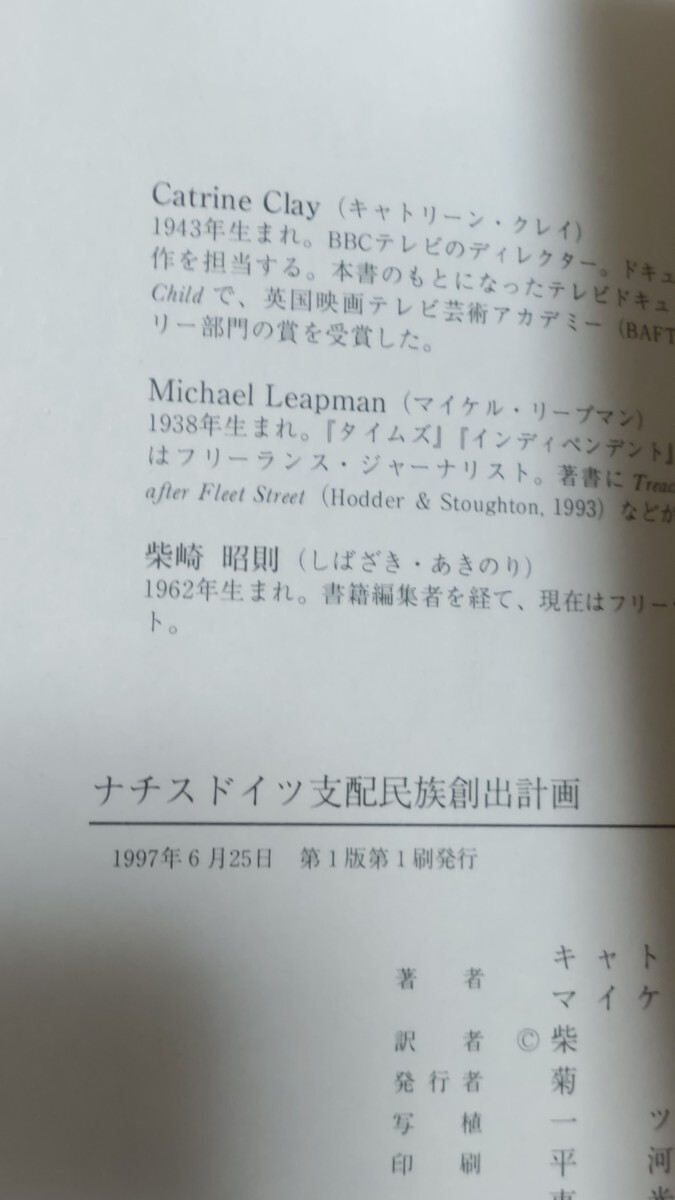 Catrine Clay（キャトリーン・クレイ）
1943年生まれ。BBCテレビのディレクター。ドキュ
作を担当する。本書のもとになったテレビドキュ
Child で、英国映画テレビ芸術アカデミー（BAFT
リー部門の賞を受賞した。
Michael Leapman（マイケル・リープマン）
1938年生まれ。『タイムズ』『インディペンデント』
はフリーランス・ジャーナリスト。著書に Treac
after Fleet Street（Hodder & Stoughton, 1993）などが
柴崎 昭則（しばざき・あきのり）
1962年生まれ。書籍編集者を経て、現在はフリー
ト。
ナチスドイツ支配民族創出計画
1997年6月25日 第1版第1刷発行
著者 キャト
マイケ
訳者 ©柴
発行者 菊
写植 一ツ
印刷 平河